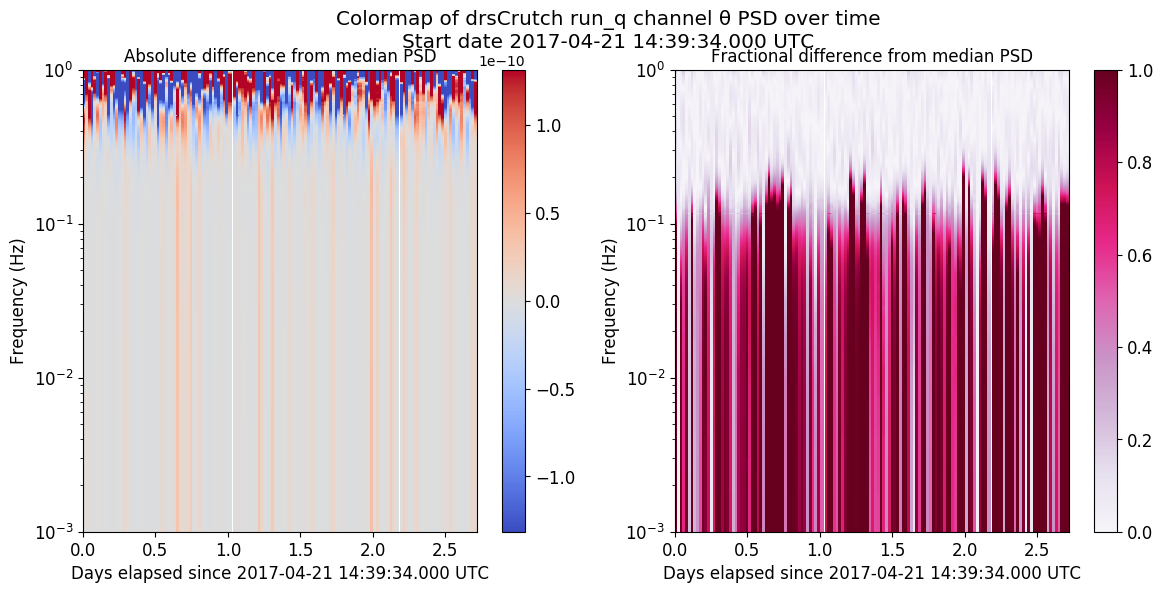 Colormap of drsCrutch run_q channel θ PSD over time
Start date 2017-04-21 14:39:34.000 UTC
Absolute difference from median PSD
1e−10
10⁰
10⁻¹
10⁻²
10⁻³
Frequency (Hz)
0.0 0.5 1.0 1.5 2.0 2.5
Days elapsed since 2017-04-21 14:39:34.000 UTC
1.0
0.5
0.0
−0.5
−1.0
Fractional difference from median PSD
10⁰
10⁻¹
10⁻²
10⁻³
Frequency (Hz)
0.0 0.5 1.0 1.5 2.0 2.5
Days elapsed since 2017-04-21 14:39:34.000 UTC
1.0
0.8
0.6
0.4
0.2
0.0